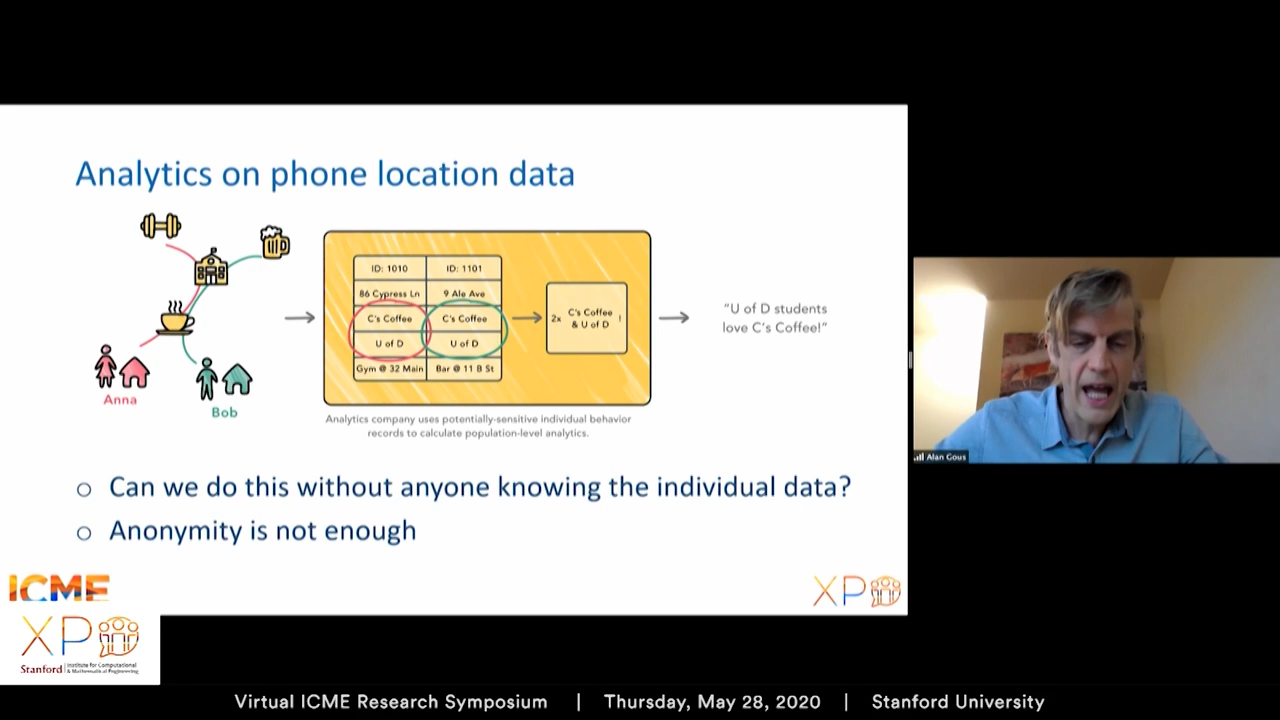 Analytics on phone location data
Anna
Bob
ID: 1010
ID: 1101
86 Cypress Ln
9 Ale Ave
C's Coffee
C's Coffee
U of D
U of D
Gym @ 32 Main
Bar @ 11 B St
2x C's Coffee & U of D !
"U of D students
love C's Coffee!"
Analytics company uses potentially-sensitive individual behavior
records to calculate population-level analytics.
○ Can we do this without anyone knowing the individual data?
○ Anonymity is not enough
ICME
XP
XP
Stanford | Institute for Computational
& Mathematical Engineering
Alan Gous
Virtual ICME Research Symposium | Thursday, May 28, 2020 | Stanford University